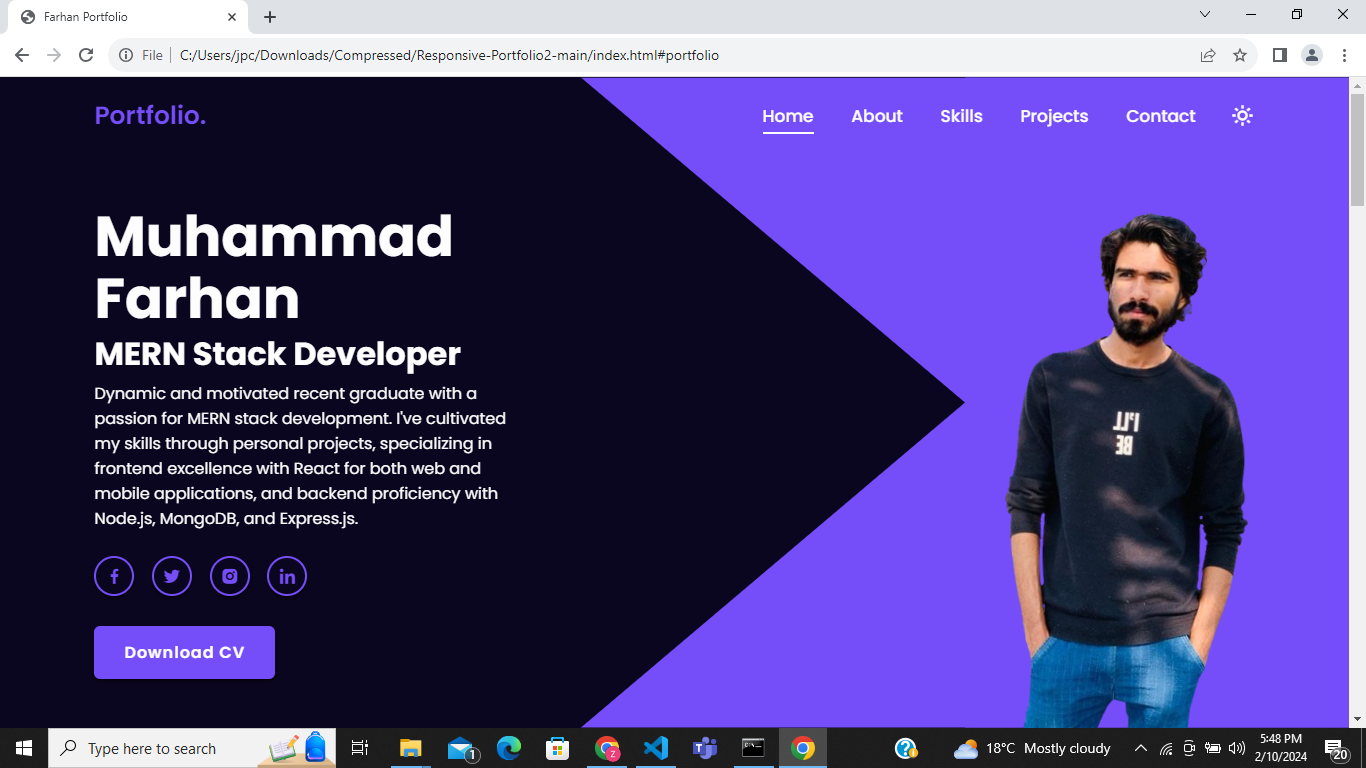 Farhan Portfolio
File
C:/Users/jpc/Downloads/Compressed/Responsive-Portfolio2-main/index.html#portfolio
Portfolio.
Home
About
Skills
Projects
Contact
Muhammad
Farhan
MERN Stack Developer
Dynamic and motivated recent graduate with a
passion for MERN stack development. I've cultivated
my skills through personal projects, specializing in
frontend excellence with React for both web and
mobile applications, and backend proficiency with
Node.js, MongoDB, and Express.js.
Download CV
I'LL
BE
Type here to search
1
Z
18°C Mostly cloudy
5:48 PM
2/10/2024
20